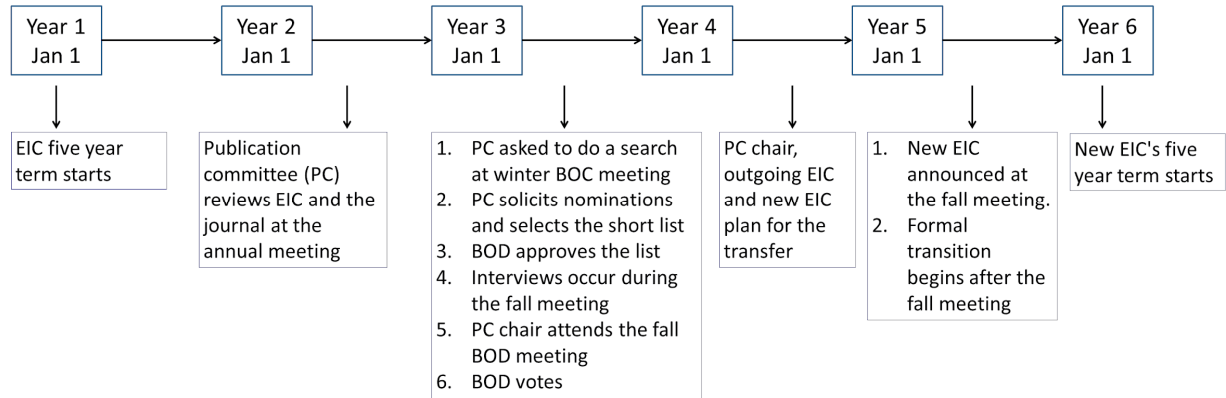 Year 1
Jan 1
Year 2
Jan 1
Year 3
Jan 1
Year 4
Jan 1
Year 5
Jan 1
Year 6
Jan 1
EIC five year
term starts
Publication
committee (PC)
reviews EIC and the
journal at the
annual meeting
1. PC asked to do a search
at winter BOC meeting
2. PC solicits nominations
and selects the short list
3. BOD approves the list
4. Interviews occur during
the fall meeting
5. PC chair attends the fall
BOD meeting
6. BOD votes
PC chair,
outgoing EIC
and new EIC
plan for the
transfer
1. New EIC
announced at
the fall meeting.
2. Formal
transition
begins after the
fall meeting
New EIC's five
year term starts